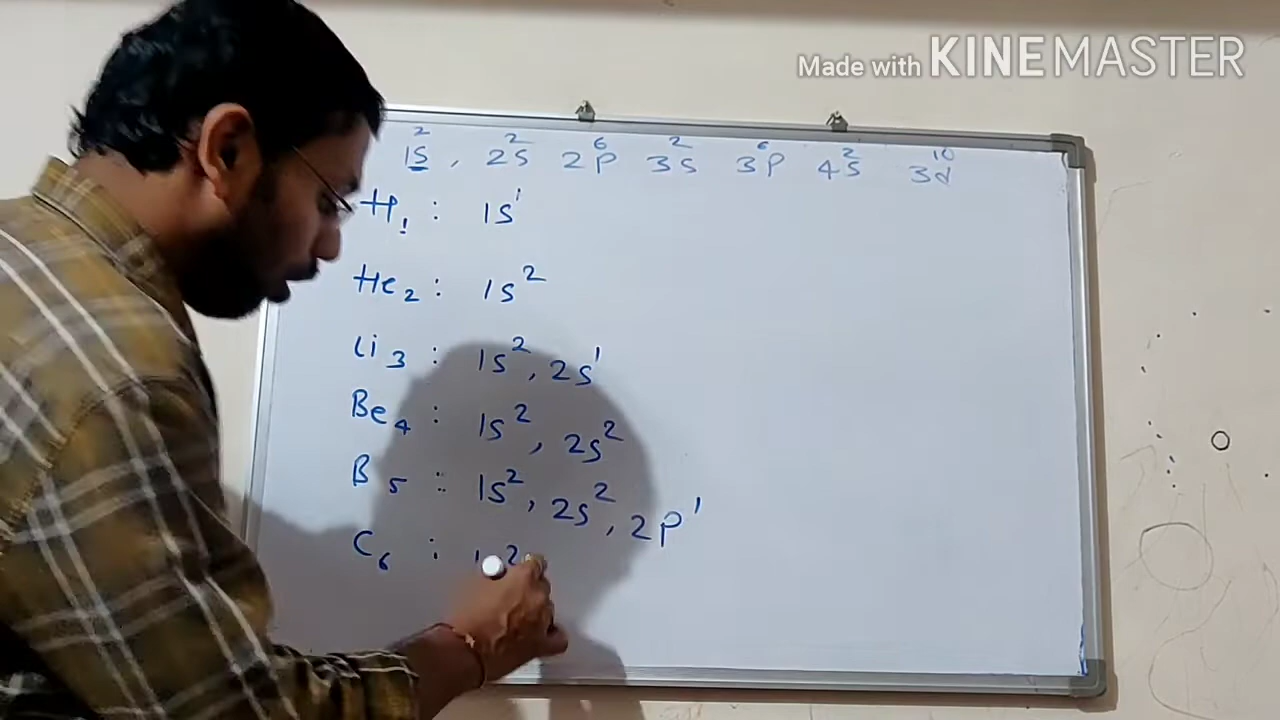 Made with KINEMASTER
1s², 2s² 2p⁶ 3s² 3p⁶ 4s² 3d¹⁰
H₁ : 1s¹
He₂ : 1s²
Li₃ : 1s², 2s¹
Be₄ : 1s², 2s²
B₅ : 1s², 2s², 2p¹
C₆ :